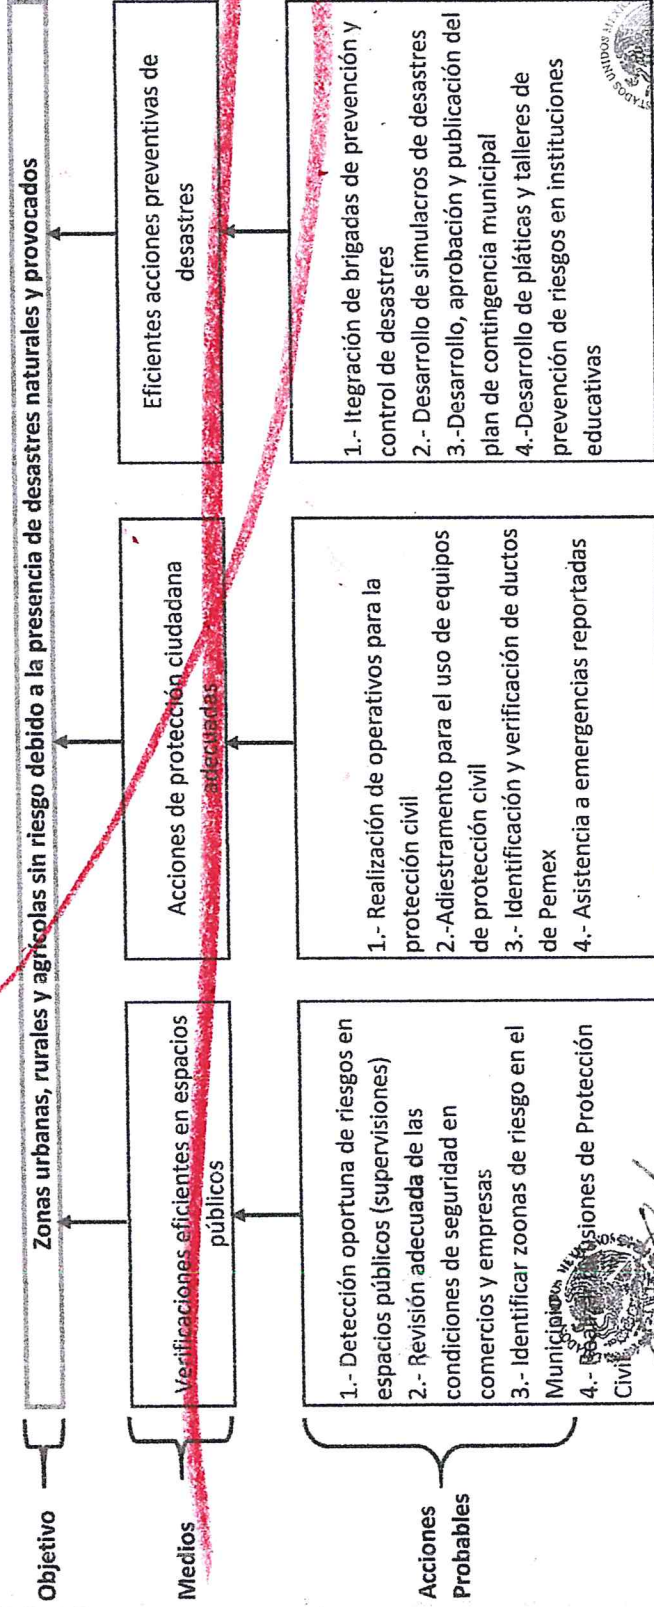 Objetivo
Zonas urbanas, rurales y agrícolas sin riesgo debido a la presencia de desastres naturales y provocados
Medios
Verificaciones eficientes en espacios
públicos
Acciones de protección ciudadana
adecuadas
Eficientes acciones preventivas de
desastres
Acciones
Probables
1.- Detección oportuna de riesgos en
espacios públicos (supervisiones)
2.- Revisión adecuada de las
condiciones de seguridad en
comercios y empresas
3.- Identificar zoonas de riesgo en el
Municipio
4.- de Protección
Civil
1.- Realización de operativos para la
protección civil
2.-Adiestramento para el uso de equipos
de protección civil
3.- Identificación y verificación de ductos
de Pemex
4.- Asistencia a emergencias reportadas
1.- Itegración de brigadas de prevención y
control de desastres
2.- Desarrollo de simulacros de desastres
3.-Desarrollo, aprobación y publicación del
plan de contingencia municipal
4.-Desarrollo de pláticas y talleres de
prevención de riesgos en instituciones
educativas
UNIDOS